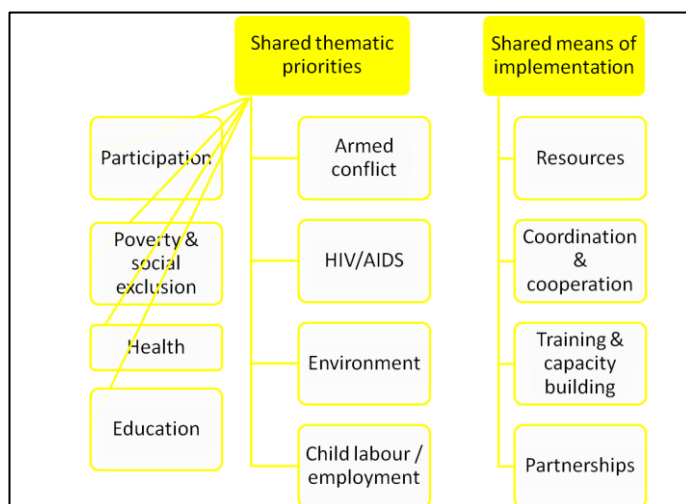 Shared thematic
priorities
Shared means of
implementation
Participation
Poverty &
social
exclusion
Health
Education
Armed
conflict
HIV/AIDS
Environment
Child labour /
employment
Resources
Coordination
&
cooperation
Training &
capacity
building
Partnerships